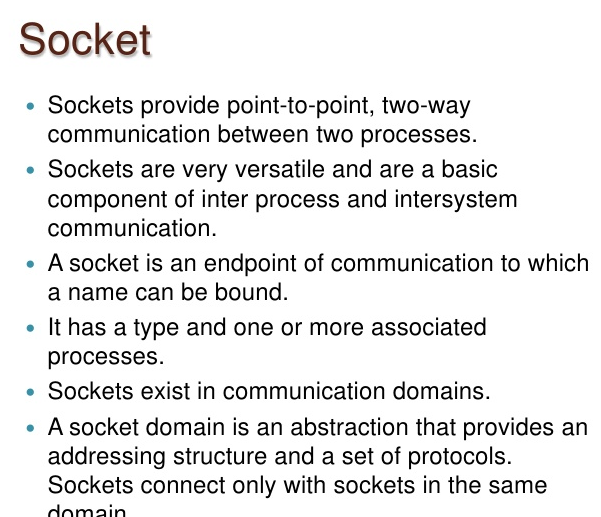 Socket
Sockets provide point-to-point, two-way
communication between two processes.
Sockets are very versatile and are a basic
component of inter process and intersystem
communication.
A socket is an endpoint of communication to which
a name can be bound.
It has a type and one or more associated
processes.
Sockets exist in communication domains.
A socket domain is an abstraction that provides an
addressing structure and a set of protocols.
Sockets connect only with sockets in the same
domain